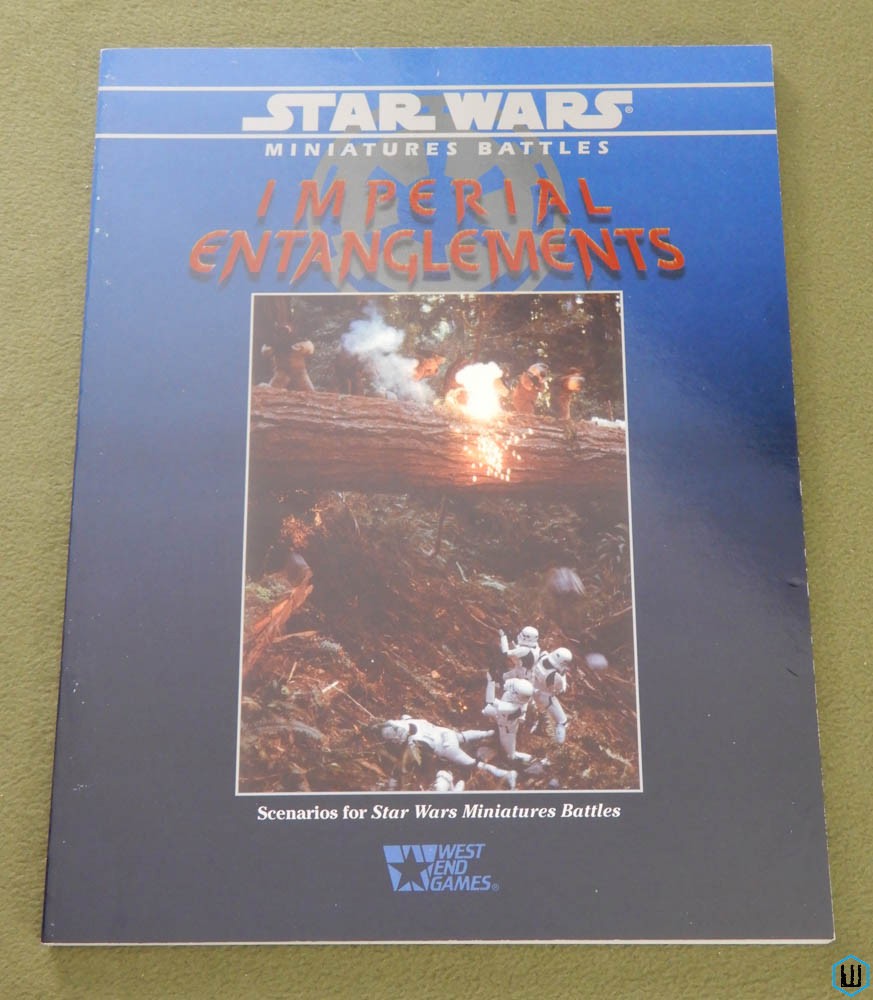 STAR WARS®
MINIATURES BATTLES
IMPERIAL
ENTANGLEMENTS
Scenarios for Star Wars Miniatures Battles
WEST
END
GAMES®
W